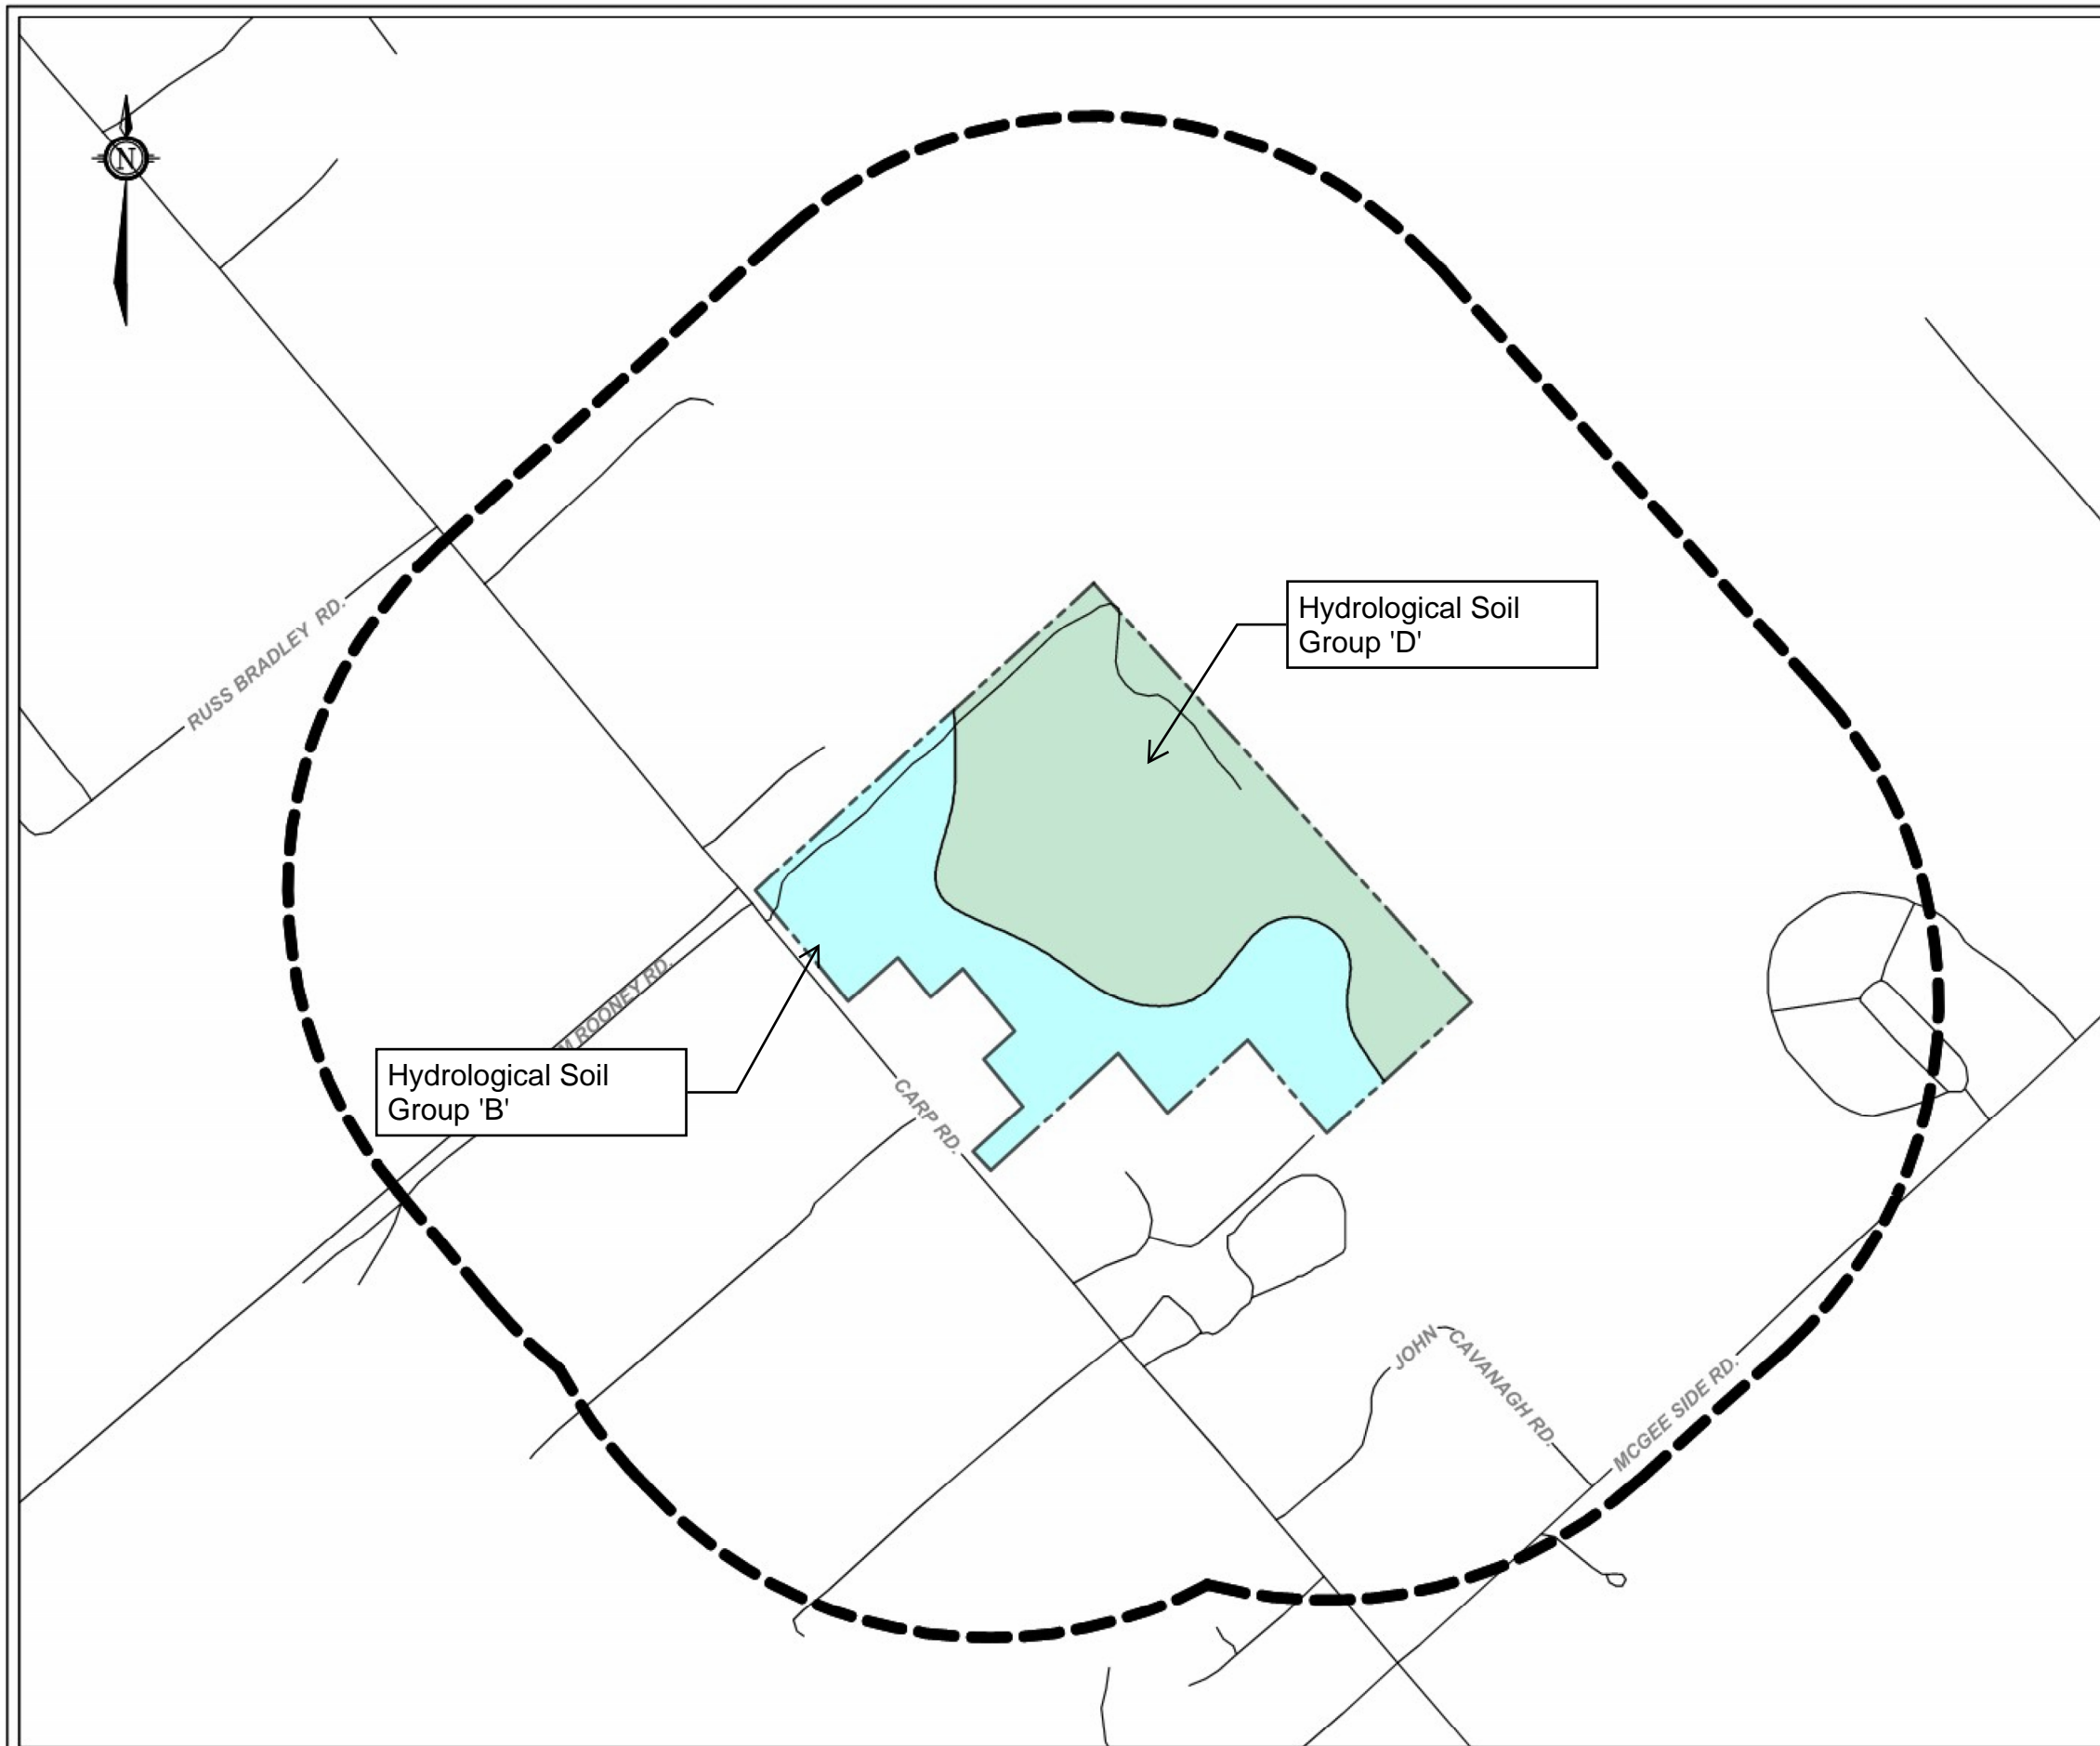 N
Hydrological Soil
Group 'D'
RUSS BRADLEY RD.
ROONEY RD.
Hydrological Soil
Group 'B'
CARP RD.
JOHN CAVANAGH RD.
MCGEE SIDE RD.